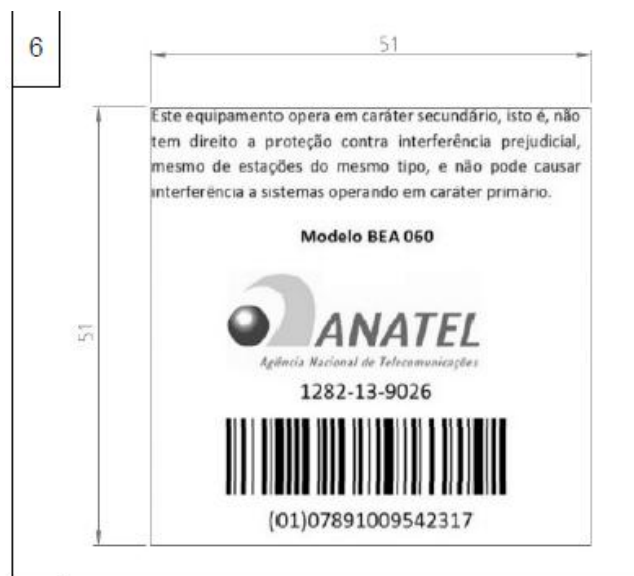 6
51
51
Este equipamento opera em caráter secundário, isto é, não
tem direito a proteção contra interferência prejudicial,
mesmo de estações do mesmo tipo, e não pode causar
interferência a sistemas operando em caráter primário.
Modelo BEA 060
ANATEL
Agência Nacional de Telecomunicações
1282-13-9026
(01)07891009542317